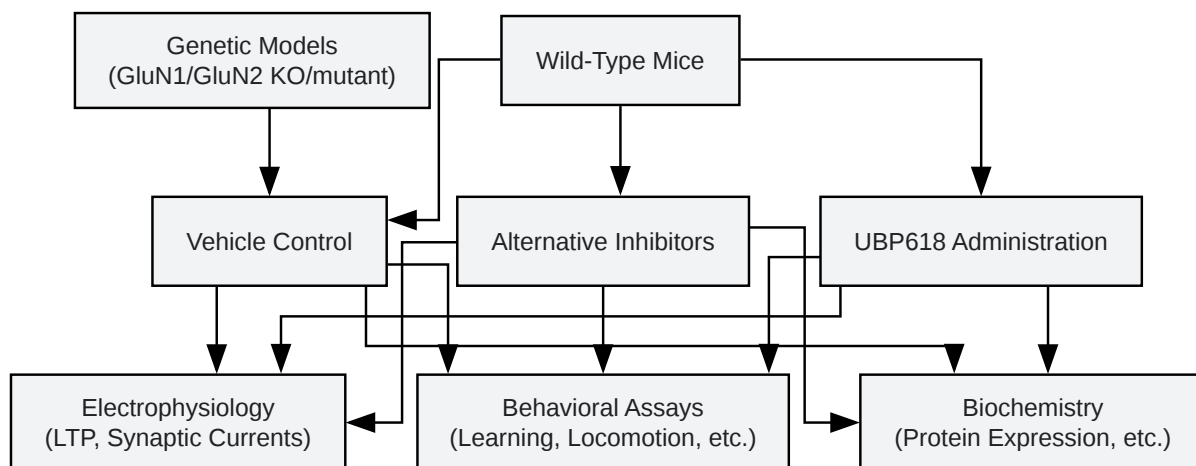 Genetic Models
(GluN1/GluN2 KO/mutant)
Wild-Type Mice
Vehicle Control
Alternative Inhibitors
UBP618 Administration
Electrophysiology
(LTP, Synaptic Currents)
Behavioral Assays
(Learning, Locomotion, etc.)
Biochemistry
(Protein Expression, etc.)